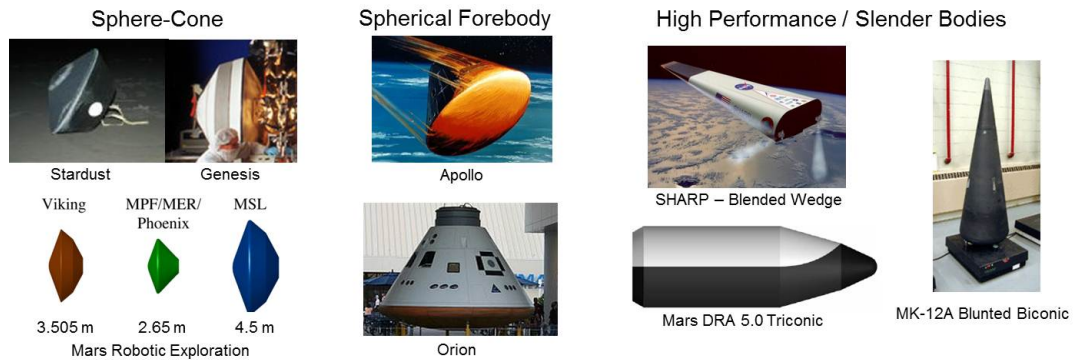 Sphere-Cone
Spherical Forebody
High Performance / Slender Bodies
Stardust
Genesis
Apollo
SHARP – Blended Wedge
Viking
MPF/MER/
Phoenix
MSL
3.505 m
2.65 m
4.5 m
Mars Robotic Exploration
Orion
Mars DRA 5.0 Triconic
MK-12A Blunted Biconic